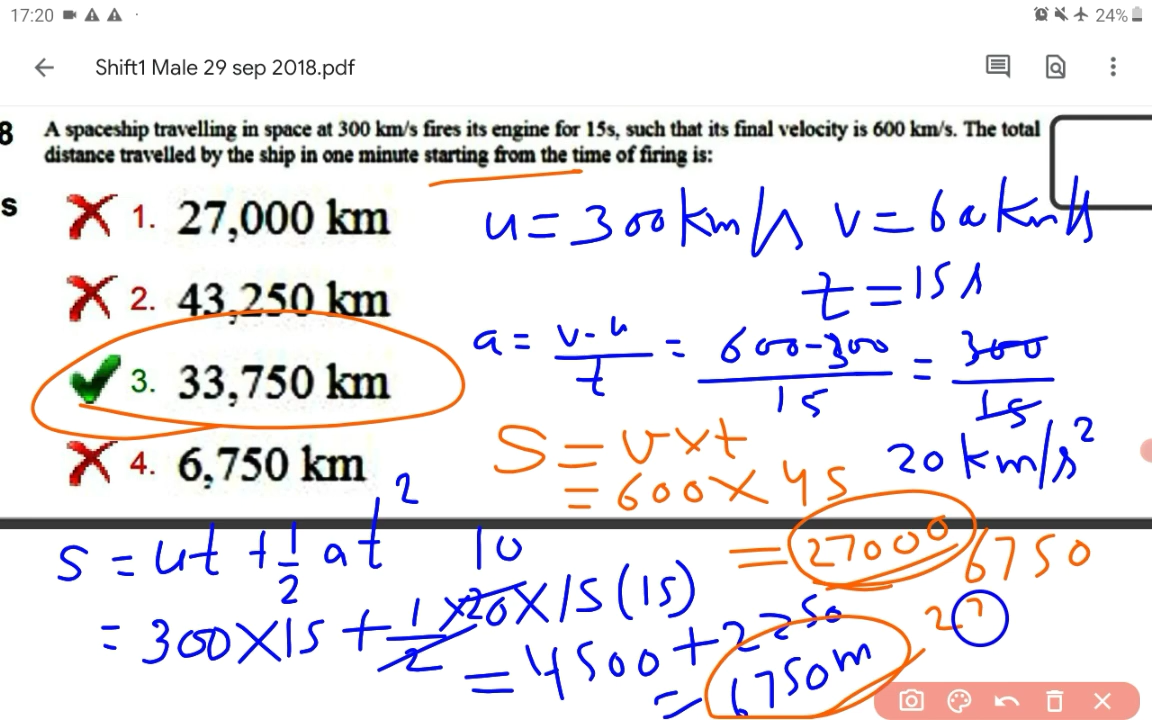 17:20
24%
Shift1 Male 29 sep 2018.pdf
8 A spaceship travelling in space at 300 km/s fires its engine for 15s, such that its final velocity is 600 km/s. The total
distance travelled by the ship in one minute starting from the time of firing is:
s
1. 27,000 km
2. 43,250 km
3. 33,750 km
4. 6,750 km
u = 300 km/s v = 600 km/s
t = 15 s
a = v-u/t = 600-300/15 = 300/15
20 km/s²
S = v×t
= 600×45
= 27000
6750
s = ut + 1/2 at²
10
= 300×15 + 1/2 ×20×15(15)
= 4500+2250
= 6750m